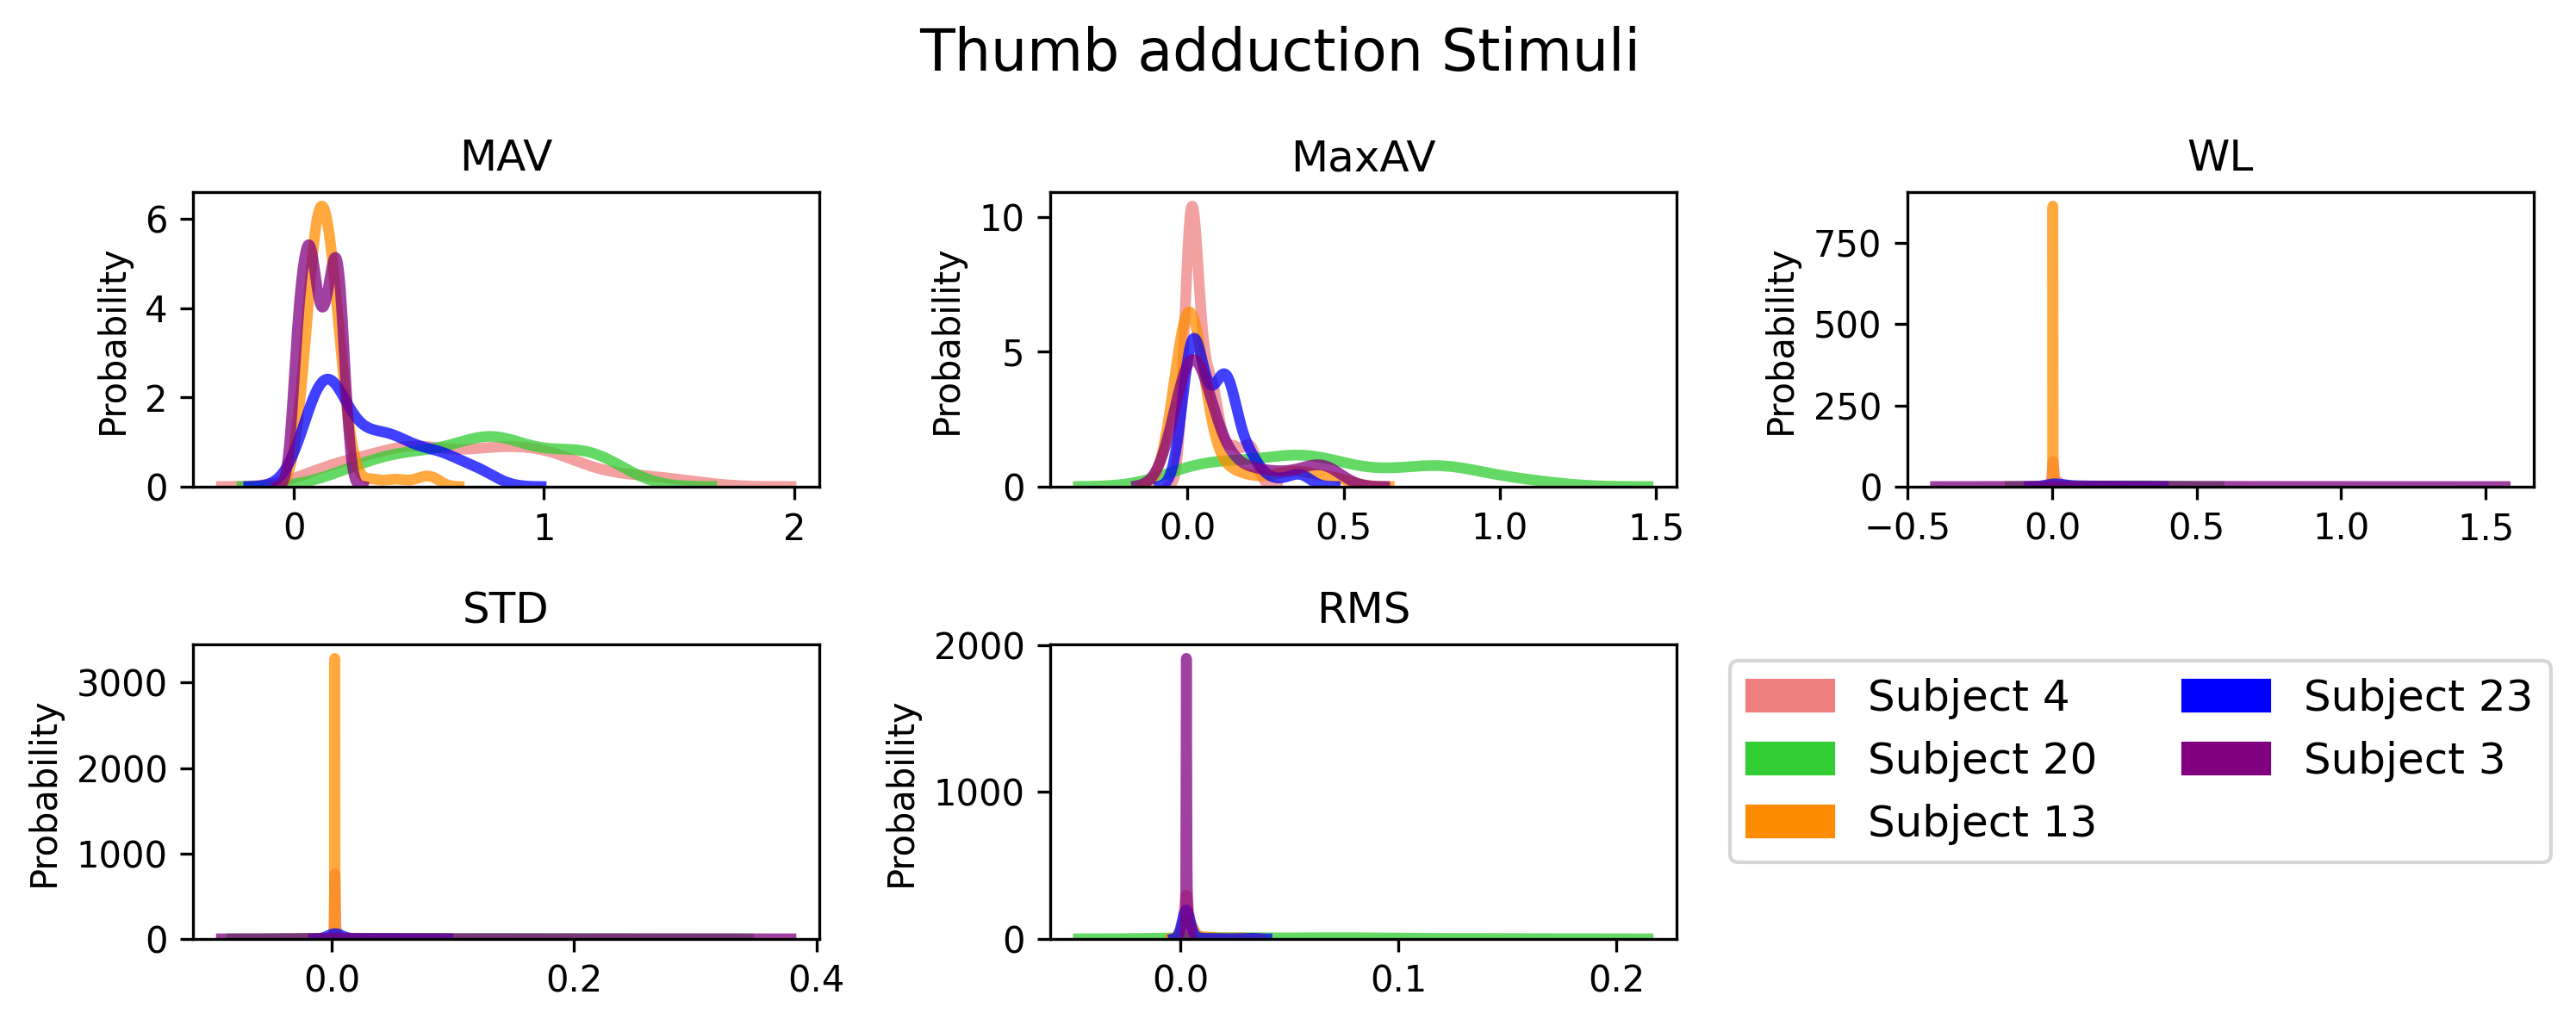 Thumb adduction Stimuli
MAV
Probability
6
4
2
0
0 1 2
MaxAV
Probability
10
5
0
0.0 0.5 1.0 1.5
WL
Probability
750
500
250
0
−0.5 0.0 0.5 1.0 1.5
STD
Probability
3000
2000
1000
0
0.0 0.2 0.4
RMS
Probability
2000
1000
0
0.0 0.1 0.2
Subject 4
Subject 20
Subject 13
Subject 23
Subject 3